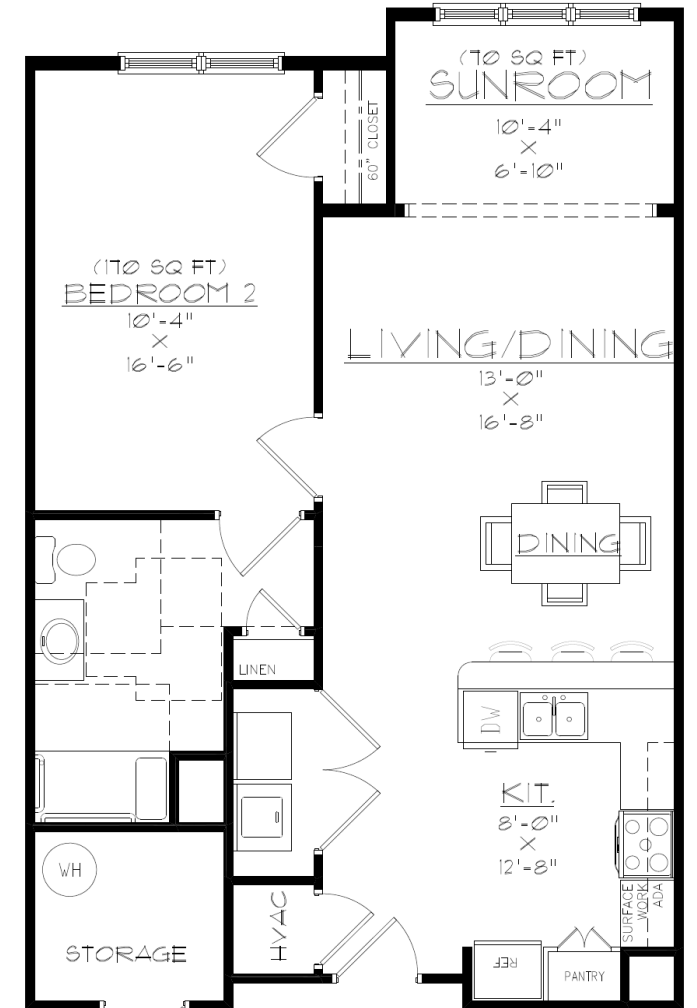 (70 SQ FT)
SUNROOM
10'-4"
X
6'-10"
60" CLOSET
(170 SQ FT)
BEDROOM 2
10'-4"
X
16'-6"
LIVING/DINING
13'-0"
X
16'-8"
DINING
LINEN
DW
KIT.
8'-0"
X
12'-8"
WH
STORAGE
HVAC
SURFACE
WORK
ADA
REF
PANTRY